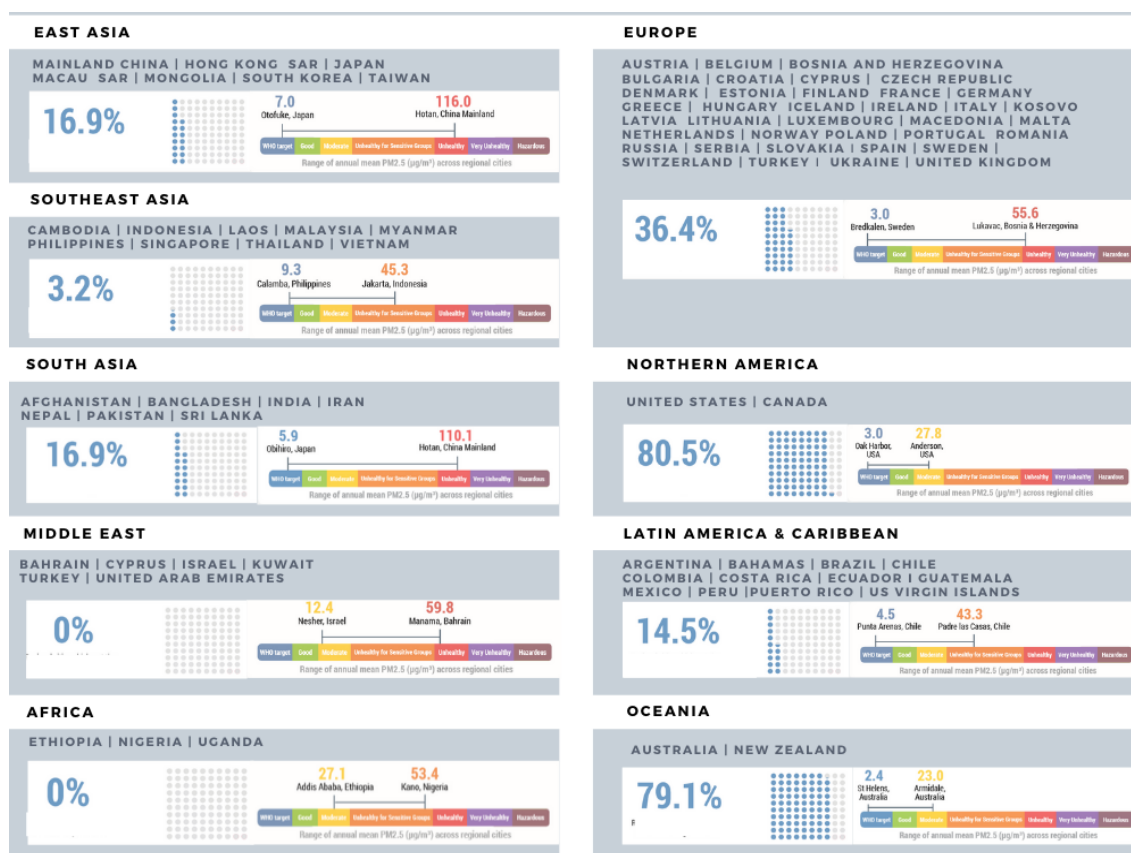 EAST ASIA
MAINLAND CHINA | HONG KONG SAR | JAPAN
MACAU SAR | MONGOLIA | SOUTH KOREA | TAIWAN
16.9%
7.0
Otofuke, Japan
116.0
Hotan, China Mainland
WHO target Good Moderate Unhealthy for Sensitive Groups Unhealthy Very Unhealthy Hazardous
Range of annual mean PM2.5 (µg/m³) across regional cities
SOUTHEAST ASIA
CAMBODIA | INDONESIA | LAOS | MALAYSIA | MYANMAR
PHILIPPINES | SINGAPORE | THAILAND | VIETNAM
3.2%
9.3
Calamba, Philippines
45.3
Jakarta, Indonesia
WHO target Good Moderate Unhealthy for Sensitive Groups Unhealthy Very Unhealthy Hazardous
Range of annual mean PM2.5 (µg/m³) across regional cities
SOUTH ASIA
AFGHANISTAN | BANGLADESH | INDIA | IRAN
NEPAL | PAKISTAN | SRI LANKA
16.9%
5.9
Obihiro, Japan
110.1
Hotan, China Mainland
WHO target Good Moderate Unhealthy for Sensitive Groups Unhealthy Very Unhealthy Hazardous
Range of annual mean PM2.5 (µg/m³) across regional cities
MIDDLE EAST
BAHRAIN | CYPRUS | ISRAEL | KUWAIT
TURKEY | UNITED ARAB EMIRATES
0%
12.4
Nesher, Israel
59.8
Manama, Bahrain
WHO target Good Moderate Unhealthy for Sensitive Groups Unhealthy Very Unhealthy Hazardous
Range of annual mean PM2.5 (µg/m³) across regional cities
AFRICA
ETHIOPIA | NIGERIA | UGANDA
0%
27.1
Addis Ababa, Ethiopia
53.4
Kano, Nigeria
WHO target Good Moderate Unhealthy for Sensitive Groups Unhealthy Very Unhealthy Hazardous
Range of annual mean PM2.5 (µg/m³) across regional cities
EUROPE
AUSTRIA | BELGIUM | BOSNIA AND HERZEGOVINA
BULGARIA | CROATIA | CYPRUS | CZECH REPUBLIC
DENMARK | ESTONIA | FINLAND FRANCE | GERMANY
GREECE | HUNGARY ICELAND | IRELAND | ITALY | KOSOVO
LATVIA LITHUANIA | LUXEMBOURG | MACEDONIA | MALTA
NETHERLANDS | NORWAY POLAND | PORTUGAL ROMANIA
RUSSIA | SERBIA | SLOVAKIA I SPAIN | SWEDEN |
SWITZERLAND | TURKEY I UKRAINE | UNITED KINGDOM
36.4%
3.0
Bredkalen, Sweden
55.6
Lukavac, Bosnia & Herzegovina
WHO target Good Moderate Unhealthy for Sensitive Groups Unhealthy Very Unhealthy Hazardous
Range of annual mean PM2.5 (µg/m³) across regional cities
NORTHERN AMERICA
UNITED STATES | CANADA
80.5%
3.0
Oak Harbor,
USA
27.8
Anderson,
USA
WHO target Good Moderate Unhealthy for Sensitive Groups Unhealthy Very Unhealthy Hazardous
Range of annual mean PM2.5 (µg/m³) across regional cities
LATIN AMERICA & CARIBBEAN
ARGENTINA | BAHAMAS | BRAZIL | CHILE
COLOMBIA | COSTA RICA | ECUADOR I GUATEMALA
MEXICO | PERU |PUERTO RICO | US VIRGIN ISLANDS
14.5%
4.5
Punta Arenas, Chile
43.3
Padre las Casas, Chile
WHO target Good Moderate Unhealthy for Sensitive Groups Unhealthy Very Unhealthy Hazardous
Range of annual mean PM2.5 (µg/m³) across regional cities
OCEANIA
AUSTRALIA | NEW ZEALAND
79.1%
2.4
St Helens,
Australia
23.0
Armidale,
Australia
WHO target Good Moderate Unhealthy for Sensitive Groups Unhealthy Very Unhealthy Hazardous
Range of annual mean PM2.5 (µg/m³) across regional cities